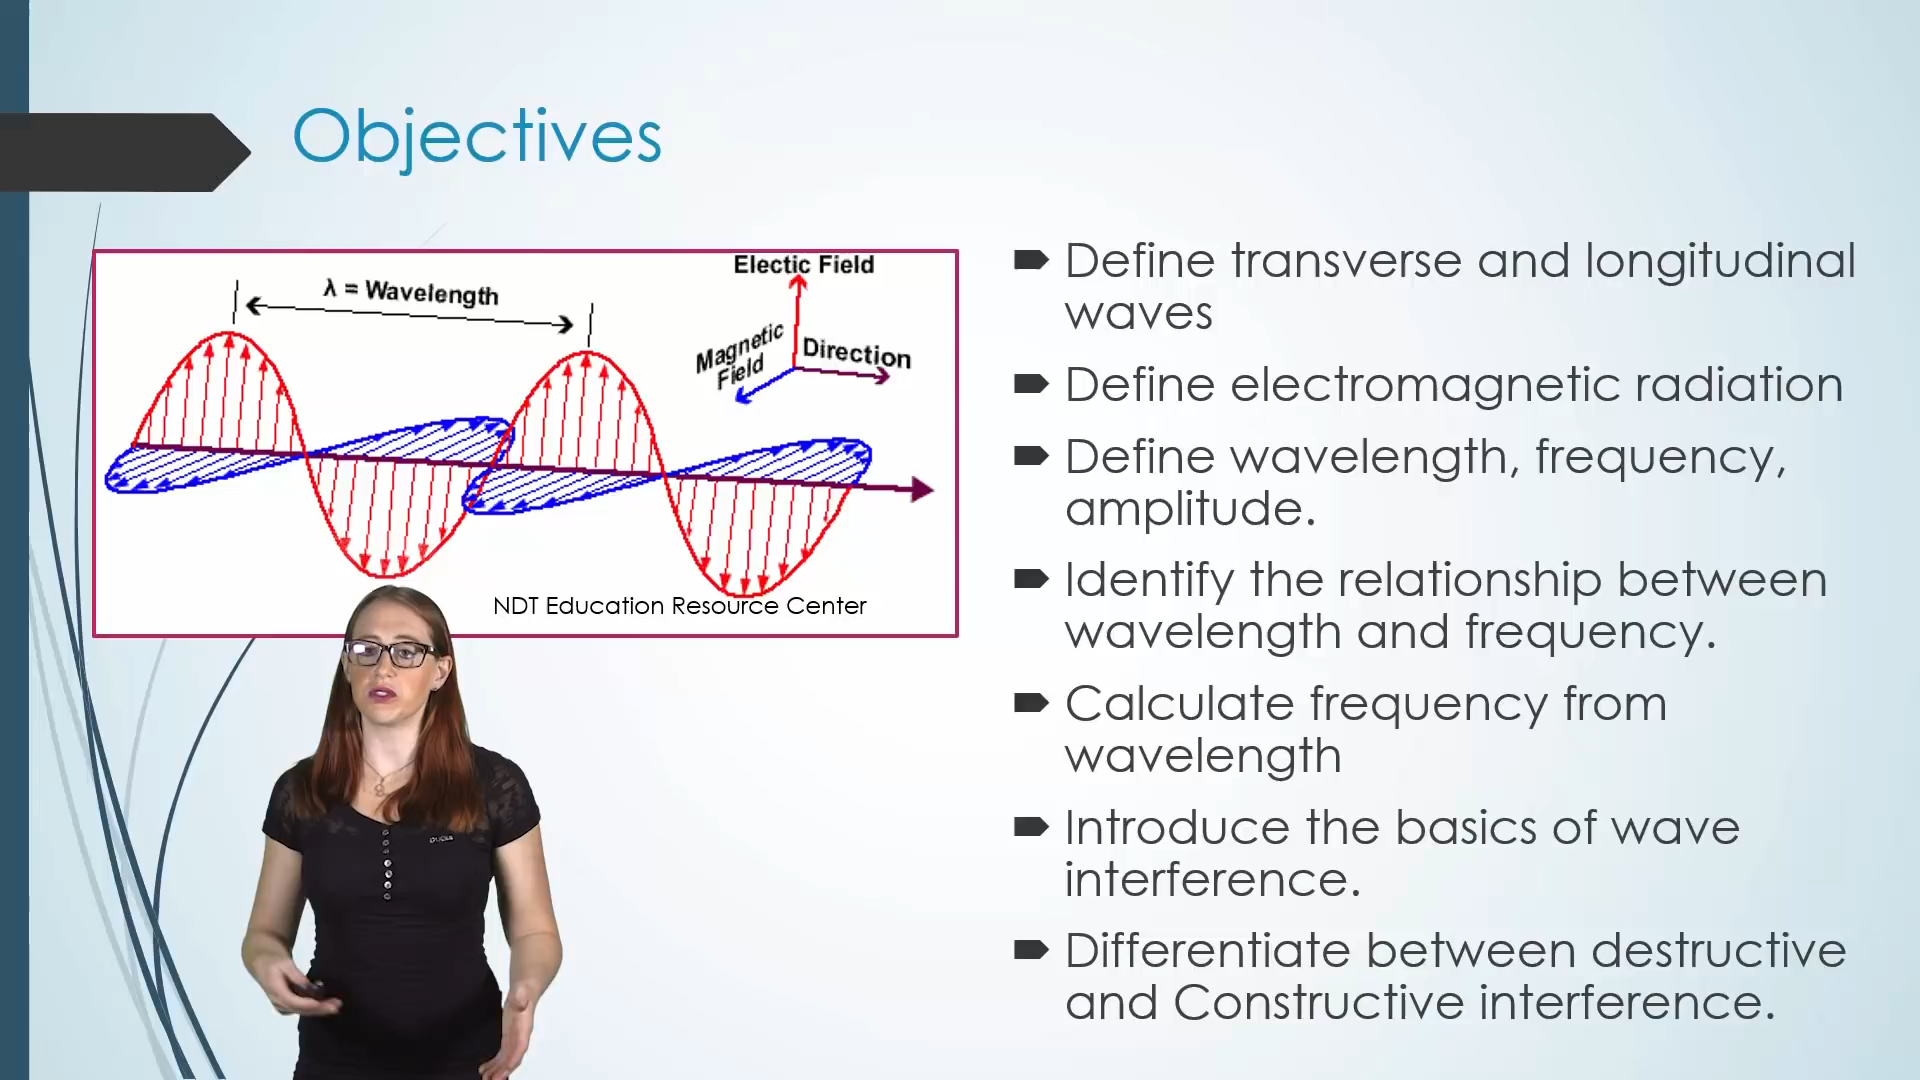 Objectives
Electic Field
λ = Wavelength
Magnetic
Field
Direction
NDT Education Resource Center
Define transverse and longitudinal
waves
Define electromagnetic radiation
Define wavelength, frequency,
amplitude.
Identify the relationship between
wavelength and frequency.
Calculate frequency from
wavelength
Introduce the basics of wave
interference.
Differentiate between destructive
and Constructive interference.